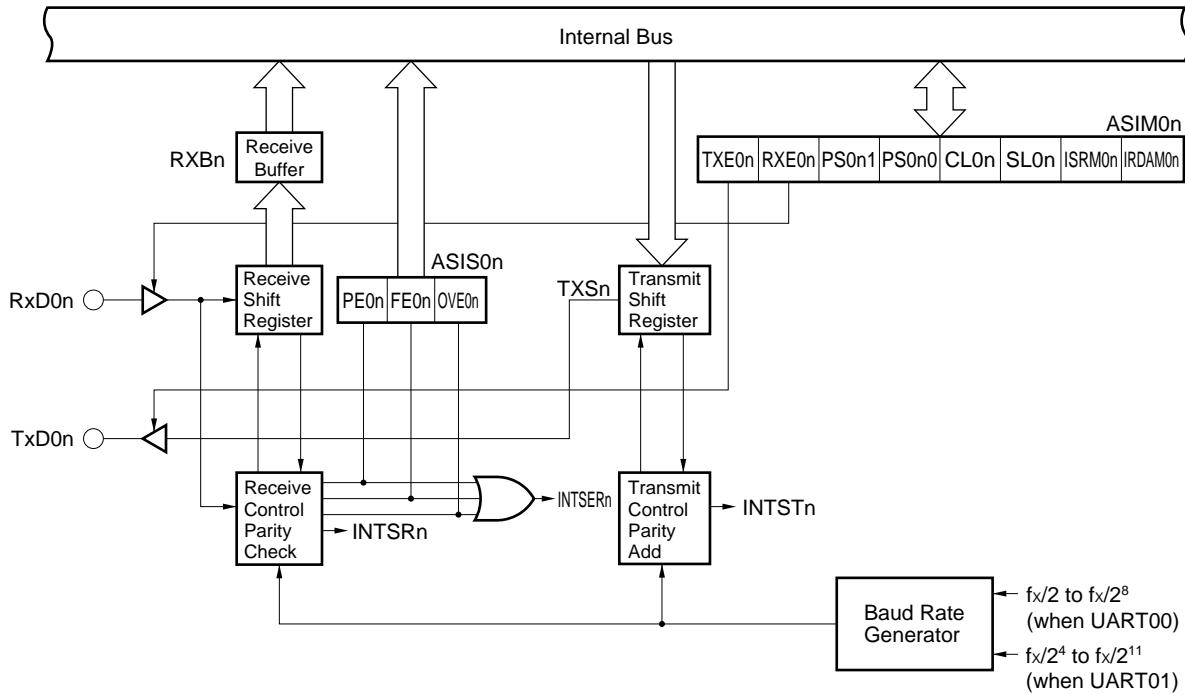 Internal Bus
ASIM0n
RXBn
Receive
Buffer
TXE0n RXE0n PS0n1 PS0n0 CL0n SL0n ISRM0n IRDAM0n
ASIS0n
RxD0n
Receive
Shift
Register
PE0n FE0n OVE0n
TXSn
Transmit
Shift
Register
TxD0n
Receive
Control
Parity
Check
INTSRn
INTSERn
Transmit
Control
Parity
Add
INTSTn
Baud Rate
Generator
fx/2 to fx/2⁸
(when UART00)
fx/2⁴ to fx/2¹¹
(when UART01)